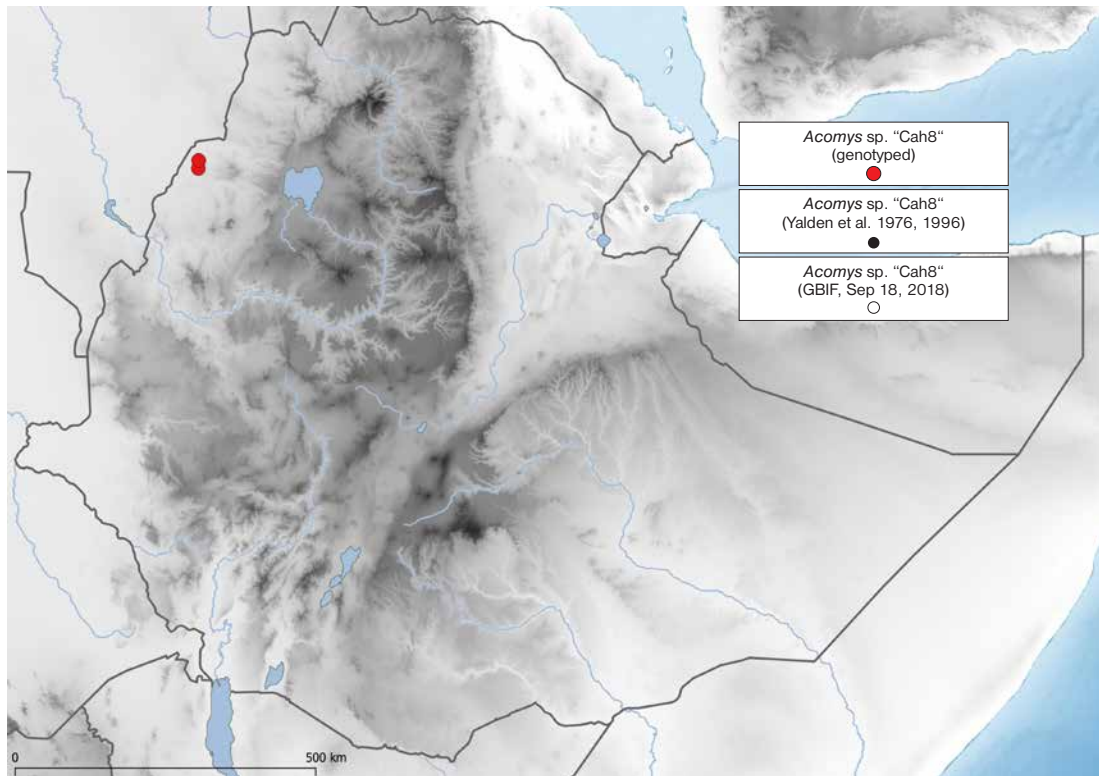 Acomys sp. "Cah8“
(genotyped)
Acomys sp. "Cah8“
(Yalden et al. 1976, 1996)
Acomys sp. "Cah8“
(GBIF, Sep 18, 2018)
0 500 km